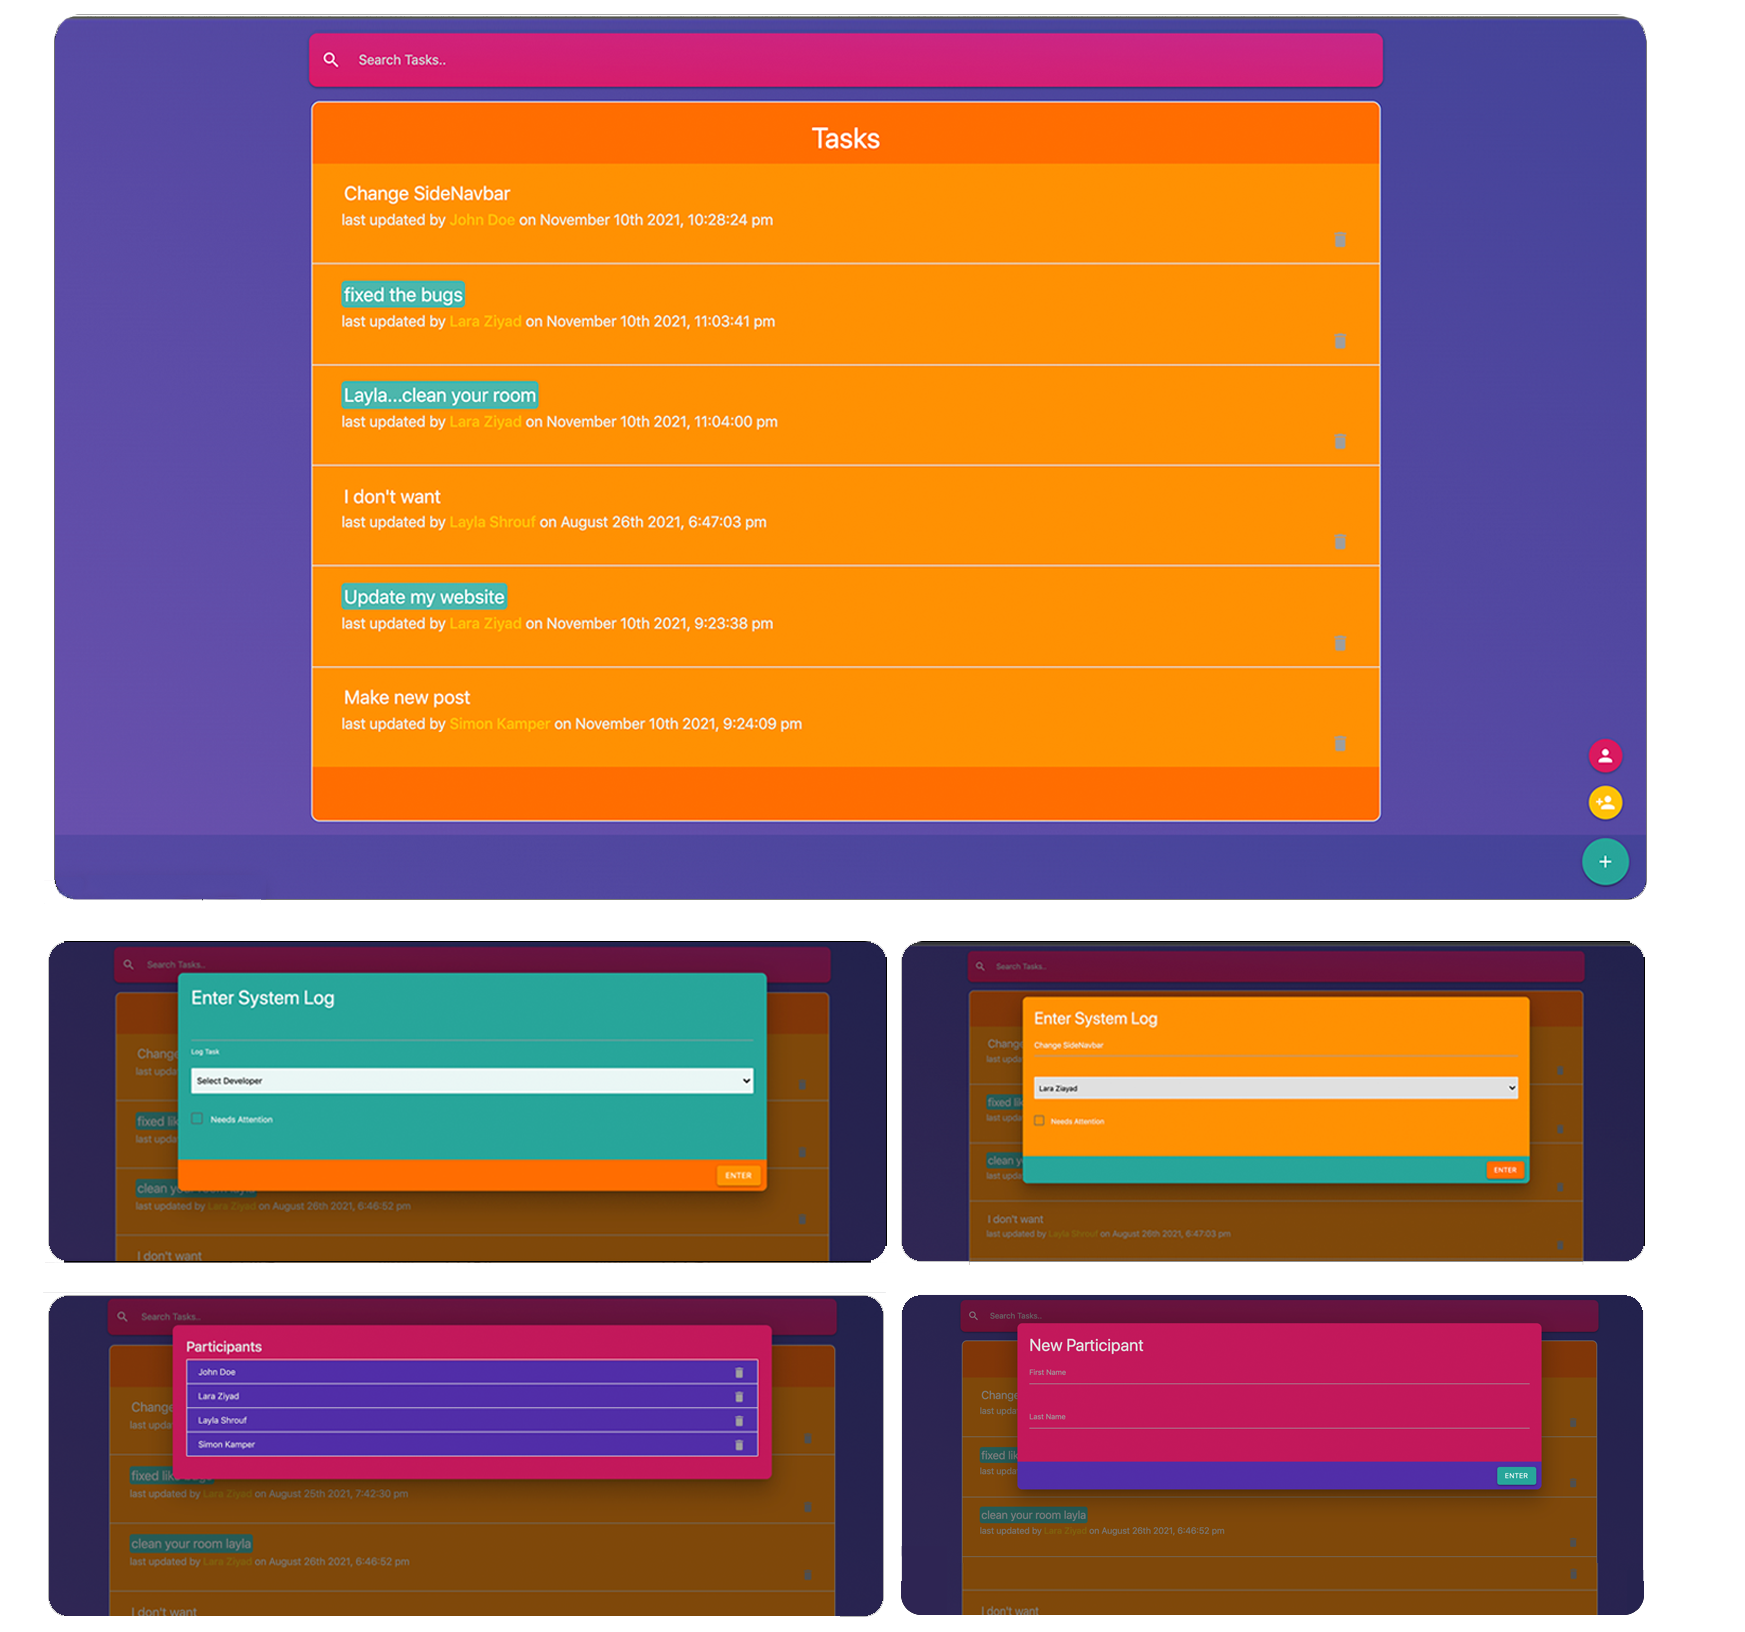 Search Tasks..
Tasks
Change SideNavbar
last updated by John Doe on November 10th 2021, 10:28:24 pm
fixed the bugs
last updated by Lara Ziyad on November 10th 2021, 11:03:41 pm
Layla...clean your room
last updated by Lara Ziyad on November 10th 2021, 11:04:00 pm
I don't want
last updated by Layla Shrouf on August 26th 2021, 6:47:03 pm
Update my website
last updated by Lara Ziyad on November 10th 2021, 9:23:38 pm
Make new post
last updated by Simon Kamper on November 10th 2021, 9:24:09 pm
Search Tasks..
Enter System Log
Log Task
Change
last upda
Select Developer
fixed lik
Needs Attention
last upda
ENTER
clean your room layla
last updated by Lara Ziyad on August 26th 2021, 6:46:52 pm
I don't want
Search Tasks..
Enter System Log
Change SideNavbar
Chang
last upda
Lara Ziayad
fixed lik
last upda
Needs Attention
clean y
last upda
ENTER
I don't want
last updated by Layla Shrouf on August 26th 2021, 6:47:03 pm
Search Tasks..
Participants
John Doe
Lara Ziyad
Change
Layla Shrouf
last upda
Simon Kamper
fixed like bugs
last updated by Lara Ziyad on August 25th 2021, 7:42:30 pm
clean your room layla
last updated by Lara Ziyad on August 26th 2021, 6:46:52 pm
I don't want
Search Tasks..
New Participant
First Name
Change
last upda
Last Name
fixed lik
last upda
ENTER
clean your room layla
last updated by Lara Ziyad on August 26th 2021, 6:46:52 pm
I don't want